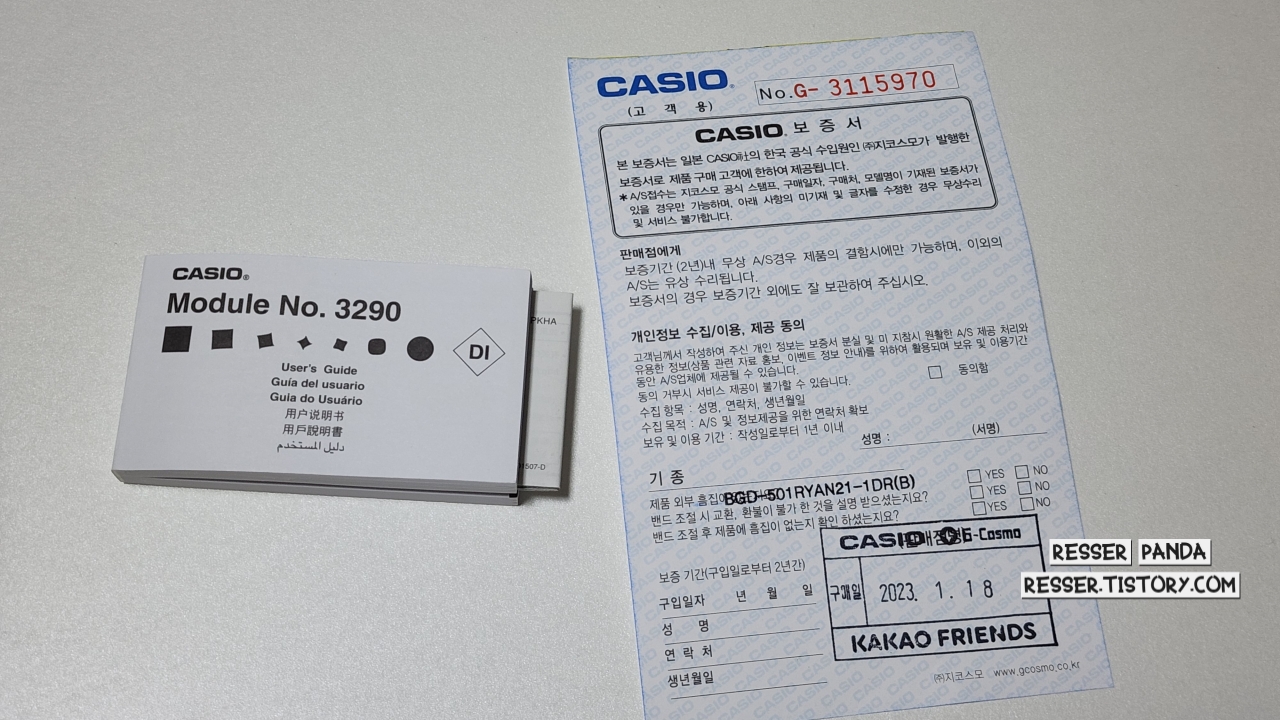 CASIO®
Module No. 3290
DI
User's Guide
Guía del usuario
Guia do Usuário
用户说明书
用戶說明書
دليل المستخدم
PKHA
1507-D
CASIO®
No.G- 3115970
(고 객 용)
CASIO® 보 증 서
본 보증서는 일본 CASIO社의 한국 공식 수입원인 ㈜지코스모가 발행한
보증서로 제품 구매 고객에 한하여 제공됩니다.
* A/S접수는 지코스모 공식 스탬프, 구매일자, 구매처, 모델명이 기재된 보증서가
있을 경우만 가능하며, 아래 사항의 미기재 및 글자를 수정한 경우 무상수리
및 서비스 불가합니다.
판매점에게
보증기간 (2년)내 무상 A/S경우 제품의 결함시에만 가능하며, 이외의
A/S는 유상 수리됩니다.
보증서의 경우 보증기간 외에도 잘 보관하여 주십시오.
개인정보 수집/이용, 제공 동의
고객님께서 작성하여 주신 개인 정보는 보증서 분실 및 미 지참시 원활한 A/S 제공 처리와
유용한 정보(상품 관련 자료 홍보, 이벤트 정보 안내)를 위하여 활용되며 보유 및 이용기간
동안 A/S업체에 제공될 수 있습니다.
동의 거부시 서비스 제공이 불가할 수 있습니다.
동의함
수집 항목 : 성명, 연락처, 생년월일
수집 목적 : A/S 및 정보제공을 위한 연락처 확보
보유 및 이용 기간 : 작성일로부터 1년 이내
성명 : (서명)
기 종
BGD-501RYAN21-1DR(B)
제품 외부 흠집 YES NO
밴드 조절 시 교환, 환불이 불가 한 것을 설명 받으셨는지요? YES NO
밴드 조절 후 제품에 흠집이 없는지 확인 하셨는지요? YES NO
CASIO G-Cosmo
보증 기간(구입일로부터 2년간)
구입일자 년 월 일
구매일 2023. 1. 18
성 명
KAKAO FRIENDS
연 락 처
생년월일
㈜지코스모 www.gcosmo.co.kr
RESSER PANDA
RESSER.TISTORY.COM